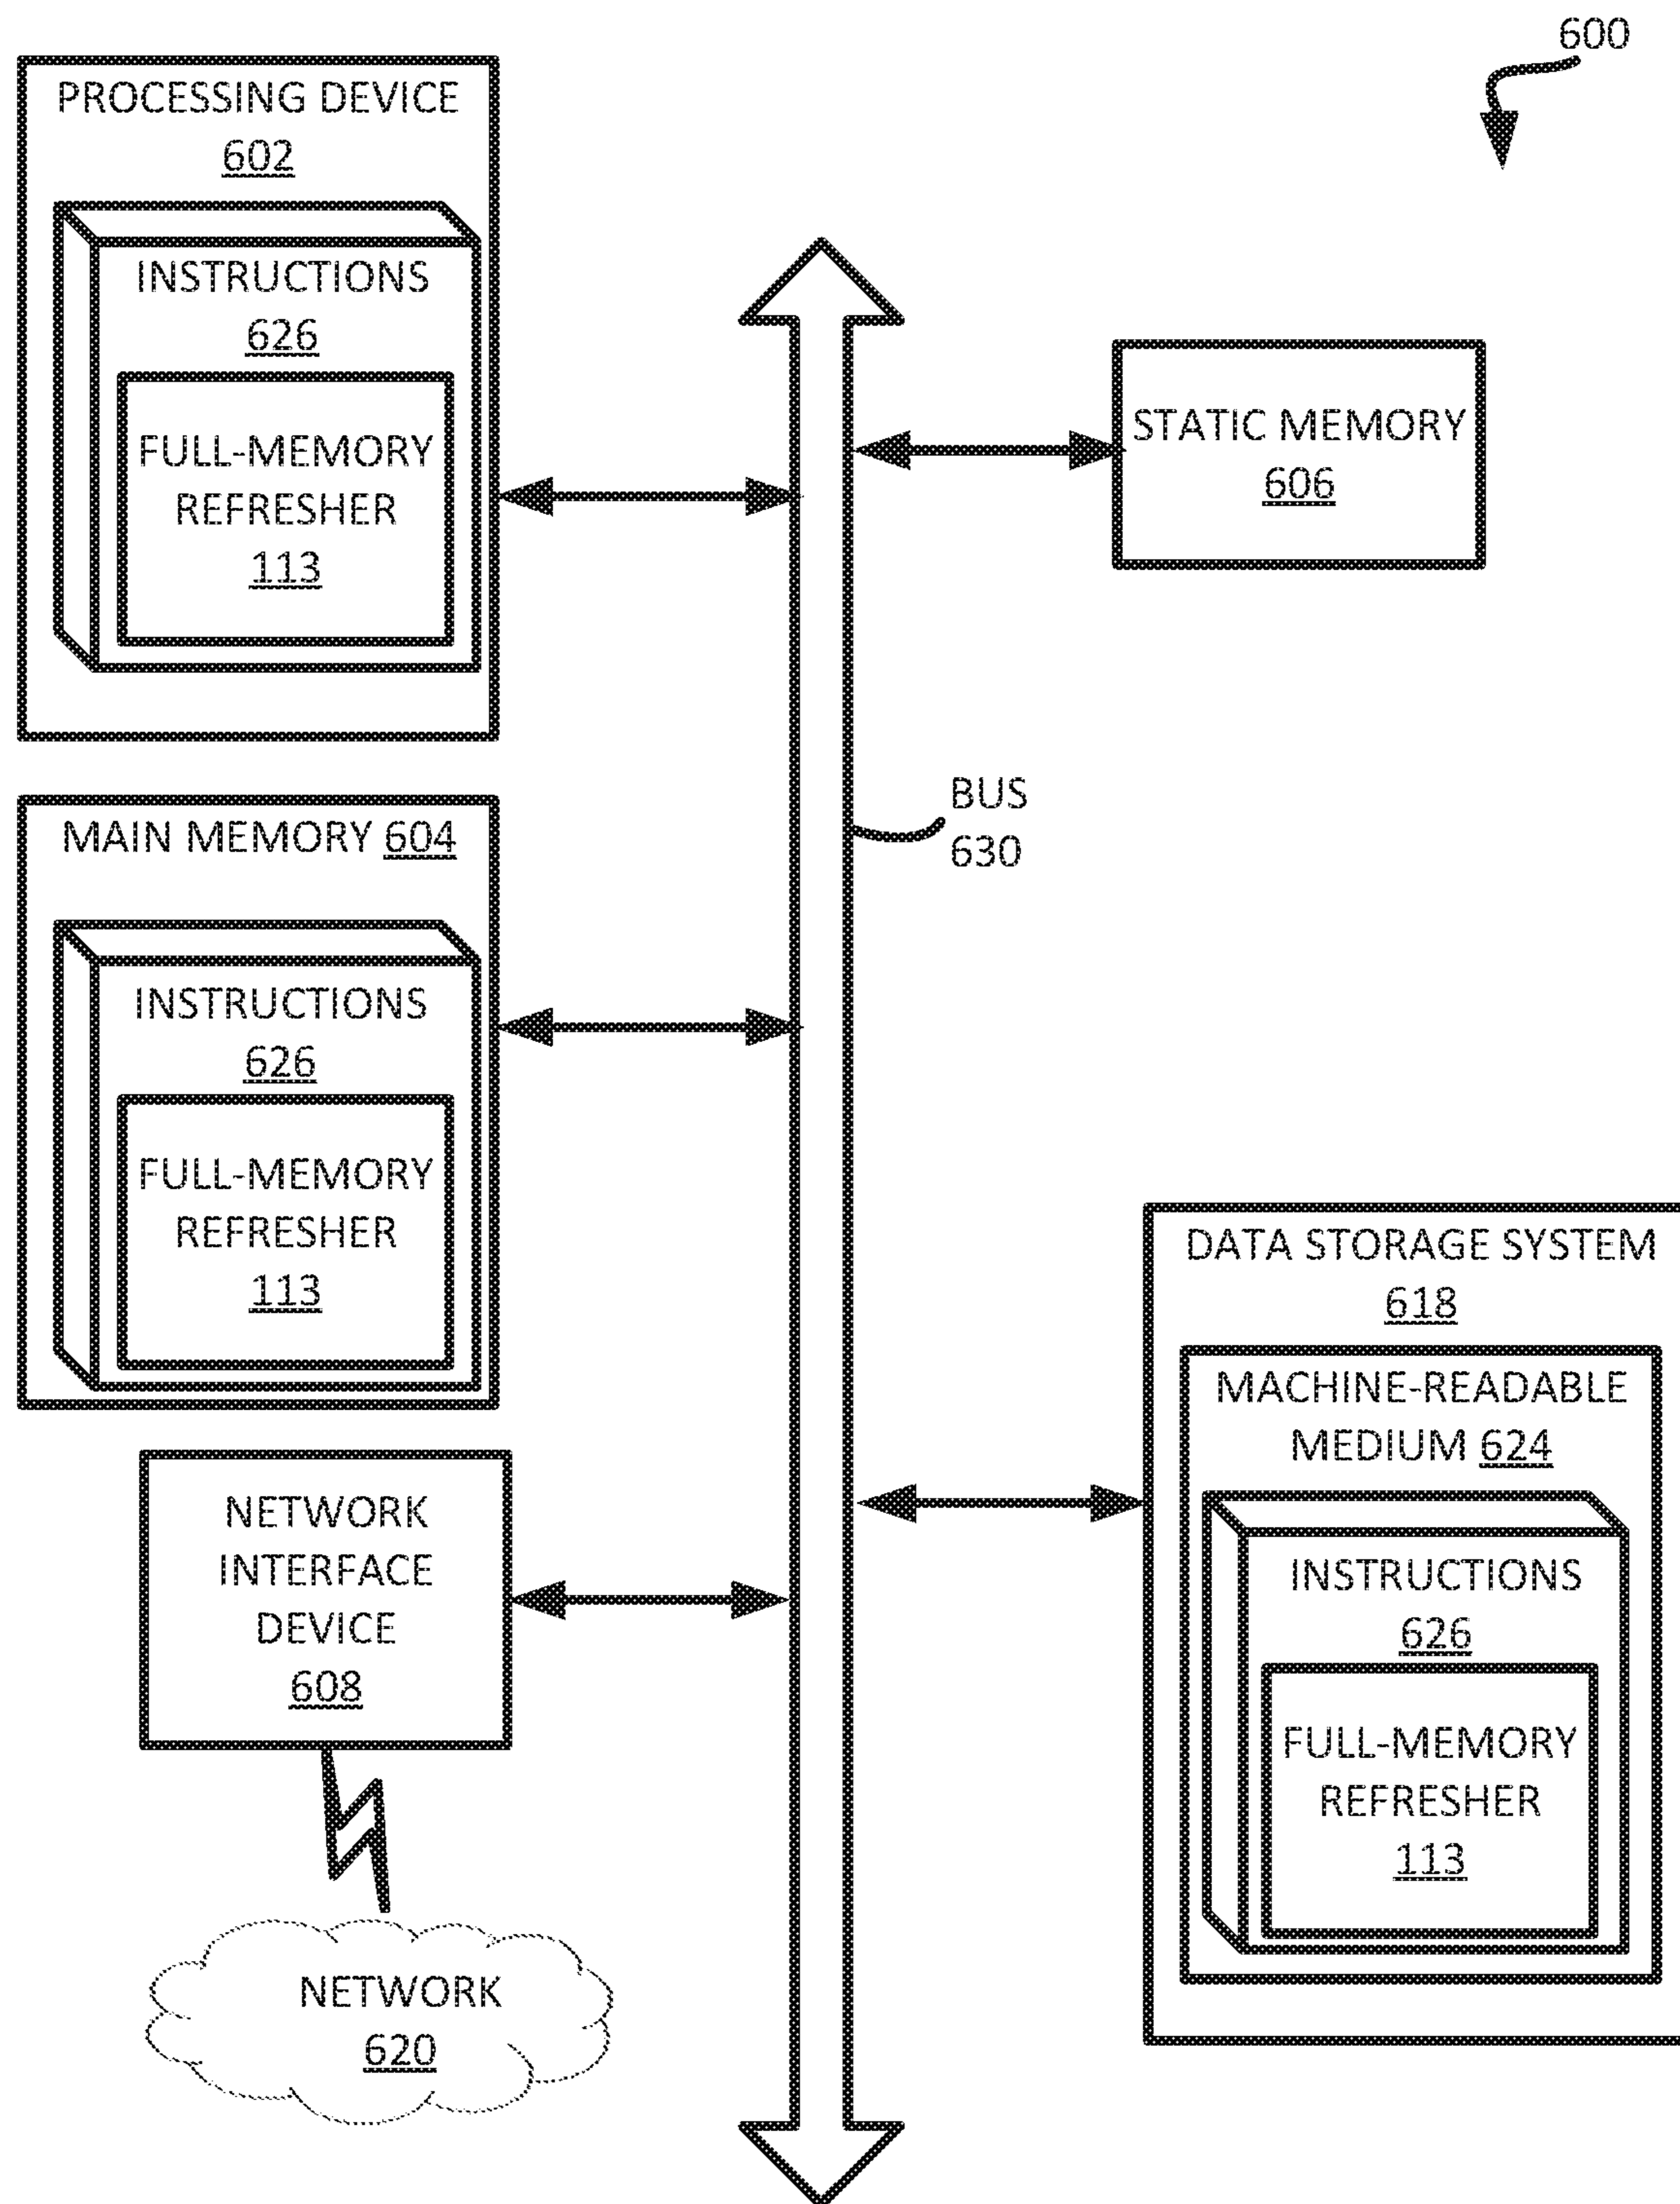 600
PROCESSING DEVICE
602
INSTRUCTIONS
626
FULL-MEMORY
REFRESHER
113
STATIC MEMORY
606
BUS
630
MAIN MEMORY 604
INSTRUCTIONS
626
FULL-MEMORY
REFRESHER
113
NETWORK
INTERFACE
DEVICE
608
NETWORK
620
DATA STORAGE SYSTEM
618
MACHINE-READABLE
MEDIUM 624
INSTRUCTIONS
626
FULL-MEMORY
REFRESHER
113